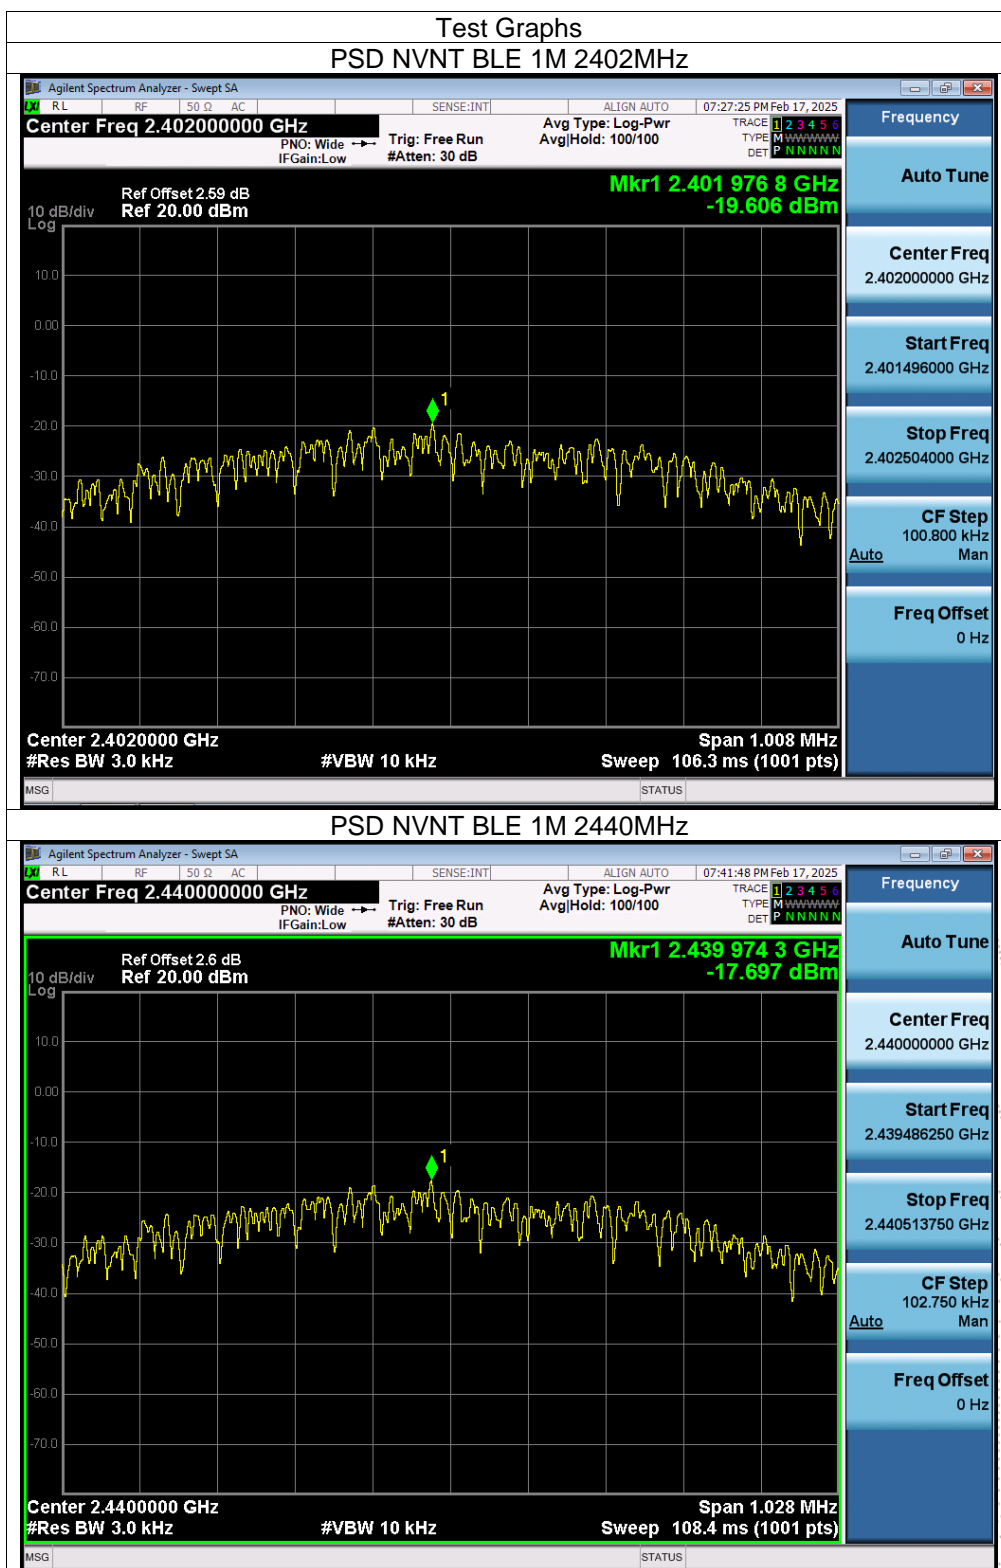 Test Graphs
PSD NVNT BLE 1M 2402MHz
Agilent Spectrum Analyzer - Swept SA
LXI RL RF 50 Ω AC SENSE:INT ALIGN AUTO 07:27:25 PM Feb 17, 2025
Center Freq 2.402000000 GHz
PNO: Wide
IFGain:Low
Trig: Free Run
#Atten: 30 dB
Avg Type: Log-Pwr
Avg|Hold: 100/100
TRACE 1 2 3 4 5 6
TYPE M W W W W W
DET P N N N N N
Frequency
Auto Tune
Center Freq
2.402000000 GHz
Start Freq
2.401496000 GHz
Stop Freq
2.402504000 GHz
CF Step
100.800 kHz
Auto Man
Freq Offset
0 Hz
Mkr1 2.401 976 8 GHz
-19.606 dBm
Ref Offset 2.59 dB
10 dB/div Ref 20.00 dBm
Log
10.0
0.00
-10.0
1
-20.0
-30.0
-40.0
-50.0
-60.0
-70.0
Center 2.4020000 GHz Span 1.008 MHz
#Res BW 3.0 kHz #VBW 10 kHz Sweep 106.3 ms (1001 pts)
MSG STATUS
PSD NVNT BLE 1M 2440MHz
Agilent Spectrum Analyzer - Swept SA
LXI RL RF 50 Ω AC SENSE:INT ALIGN AUTO 07:41:48 PM Feb 17, 2025
Center Freq 2.440000000 GHz
PNO: Wide
IFGain:Low
Trig: Free Run
#Atten: 30 dB
Avg Type: Log-Pwr
Avg|Hold: 100/100
TRACE 1 2 3 4 5 6
TYPE M W W W W W
DET P N N N N N
Frequency
Auto Tune
Center Freq
2.440000000 GHz
Start Freq
2.439486250 GHz
Stop Freq
2.440513750 GHz
CF Step
102.750 kHz
Auto Man
Freq Offset
0 Hz
Mkr1 2.439 974 3 GHz
-17.697 dBm
Ref Offset 2.6 dB
10 dB/div Ref 20.00 dBm
Log
10.0
0.00
-10.0
1
-20.0
-30.0
-40.0
-50.0
-60.0
-70.0
Center 2.4400000 GHz Span 1.028 MHz
#Res BW 3.0 kHz #VBW 10 kHz Sweep 108.4 ms (1001 pts)
MSG STATUS